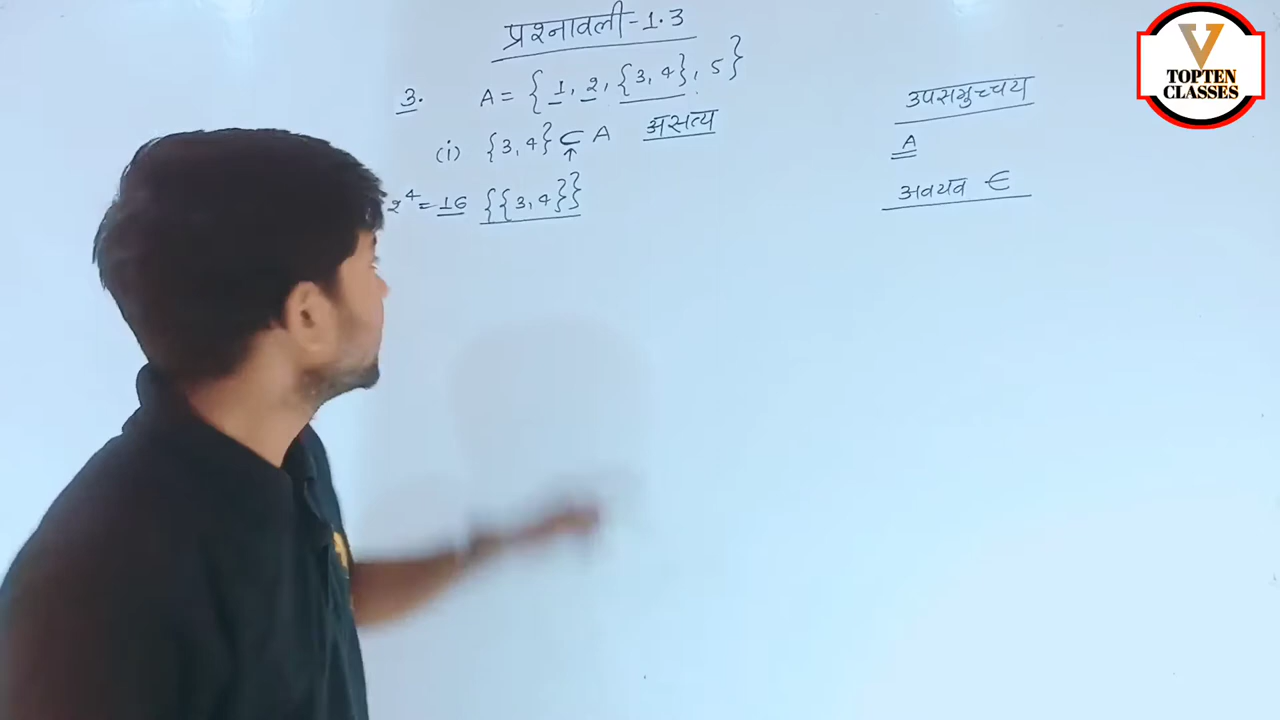 प्रश्नावली-1.3
3. A = {1, 2, {3, 4}, 5}
(i) {3, 4} ⊂ A असत्य
2⁴ = 16 {{3, 4}}
उपसमुच्चय
A
अवयव ∈
V
TOPTEN
CLASSES